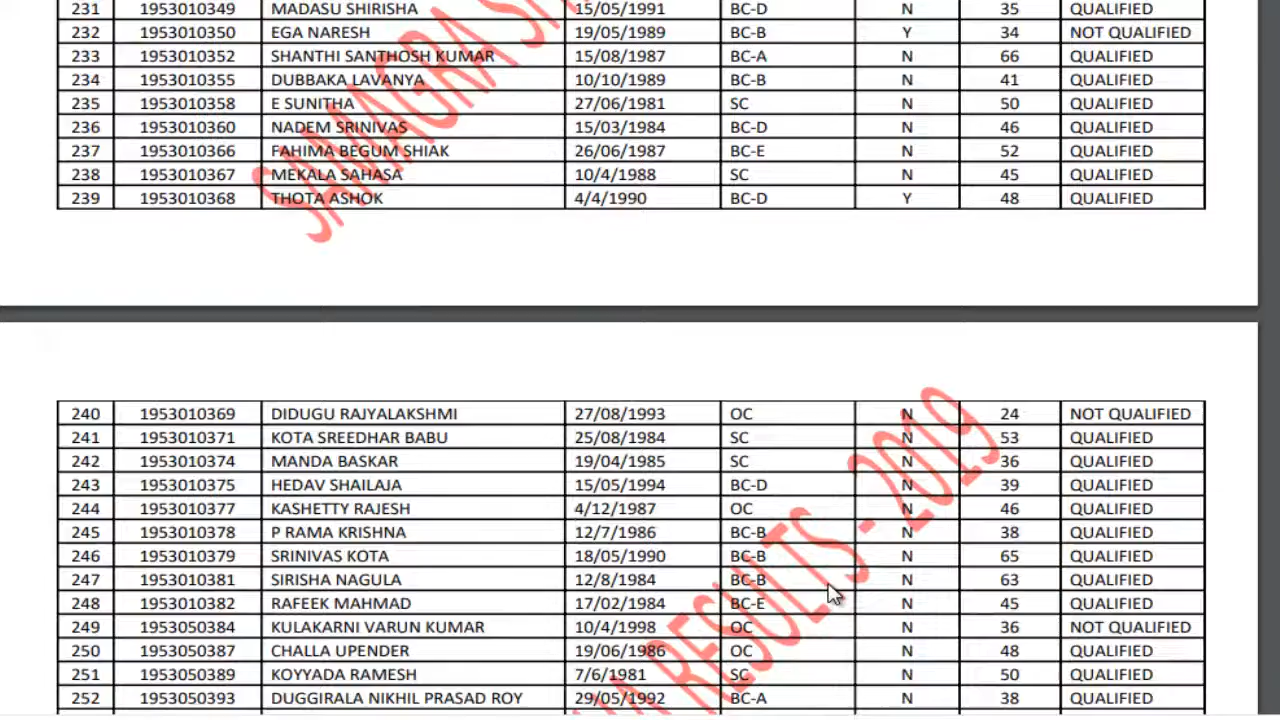 231 1953010349 MADASU SHIRISHA 15/05/1991 BC-D N 35 QUALIFIED
232 1953010350 EGA NARESH 19/05/1989 BC-B Y 34 NOT QUALIFIED
233 1953010352 SHANTHI SANTHOSH KUMAR 15/08/1987 BC-A N 66 QUALIFIED
234 1953010355 DUBBAKA LAVANYA 10/10/1989 BC-B N 41 QUALIFIED
235 1953010358 E SUNITHA 27/06/1981 SC N 50 QUALIFIED
236 1953010360 NADEM SRINIVAS 15/03/1984 BC-D N 46 QUALIFIED
237 1953010366 FAHIMA BEGUM SHIAK 26/06/1987 BC-E N 52 QUALIFIED
238 1953010367 MEKALA SAHASA 10/4/1988 SC N 45 QUALIFIED
239 1953010368 THOTA ASHOK 4/4/1990 BC-D Y 48 QUALIFIED
SAMAGRA
240 1953010369 DIDUGU RAJYALAKSHMI 27/08/1993 OC N 24 NOT QUALIFIED
241 1953010371 KOTA SREEDHAR BABU 25/08/1984 SC N 53 QUALIFIED
242 1953010374 MANDA BASKAR 19/04/1985 SC N 36 QUALIFIED
243 1953010375 HEDAV SHAILAJA 15/05/1994 BC-D N 39 QUALIFIED
244 1953010377 KASHETTY RAJESH 4/12/1987 OC N 46 QUALIFIED
245 1953010378 P RAMA KRISHNA 12/7/1986 BC-B N 38 QUALIFIED
246 1953010379 SRINIVAS KOTA 18/05/1990 BC-B N 65 QUALIFIED
247 1953010381 SIRISHA NAGULA 12/8/1984 BC-B N 63 QUALIFIED
248 1953010382 RAFEEK MAHMAD 17/02/1984 BC-E N 45 QUALIFIED
249 1953050384 KULAKARNI VARUN KUMAR 10/4/1998 OC N 36 NOT QUALIFIED
250 1953050387 CHALLA UPENDER 19/06/1986 OC N 48 QUALIFIED
251 1953050389 KOYYADA RAMESH 7/6/1981 SC N 50 QUALIFIED
252 1953050393 DUGGIRALA NIKHIL PRASAD ROY 29/05/1992 BC-A N 38 QUALIFIED
RESULTS - 2019